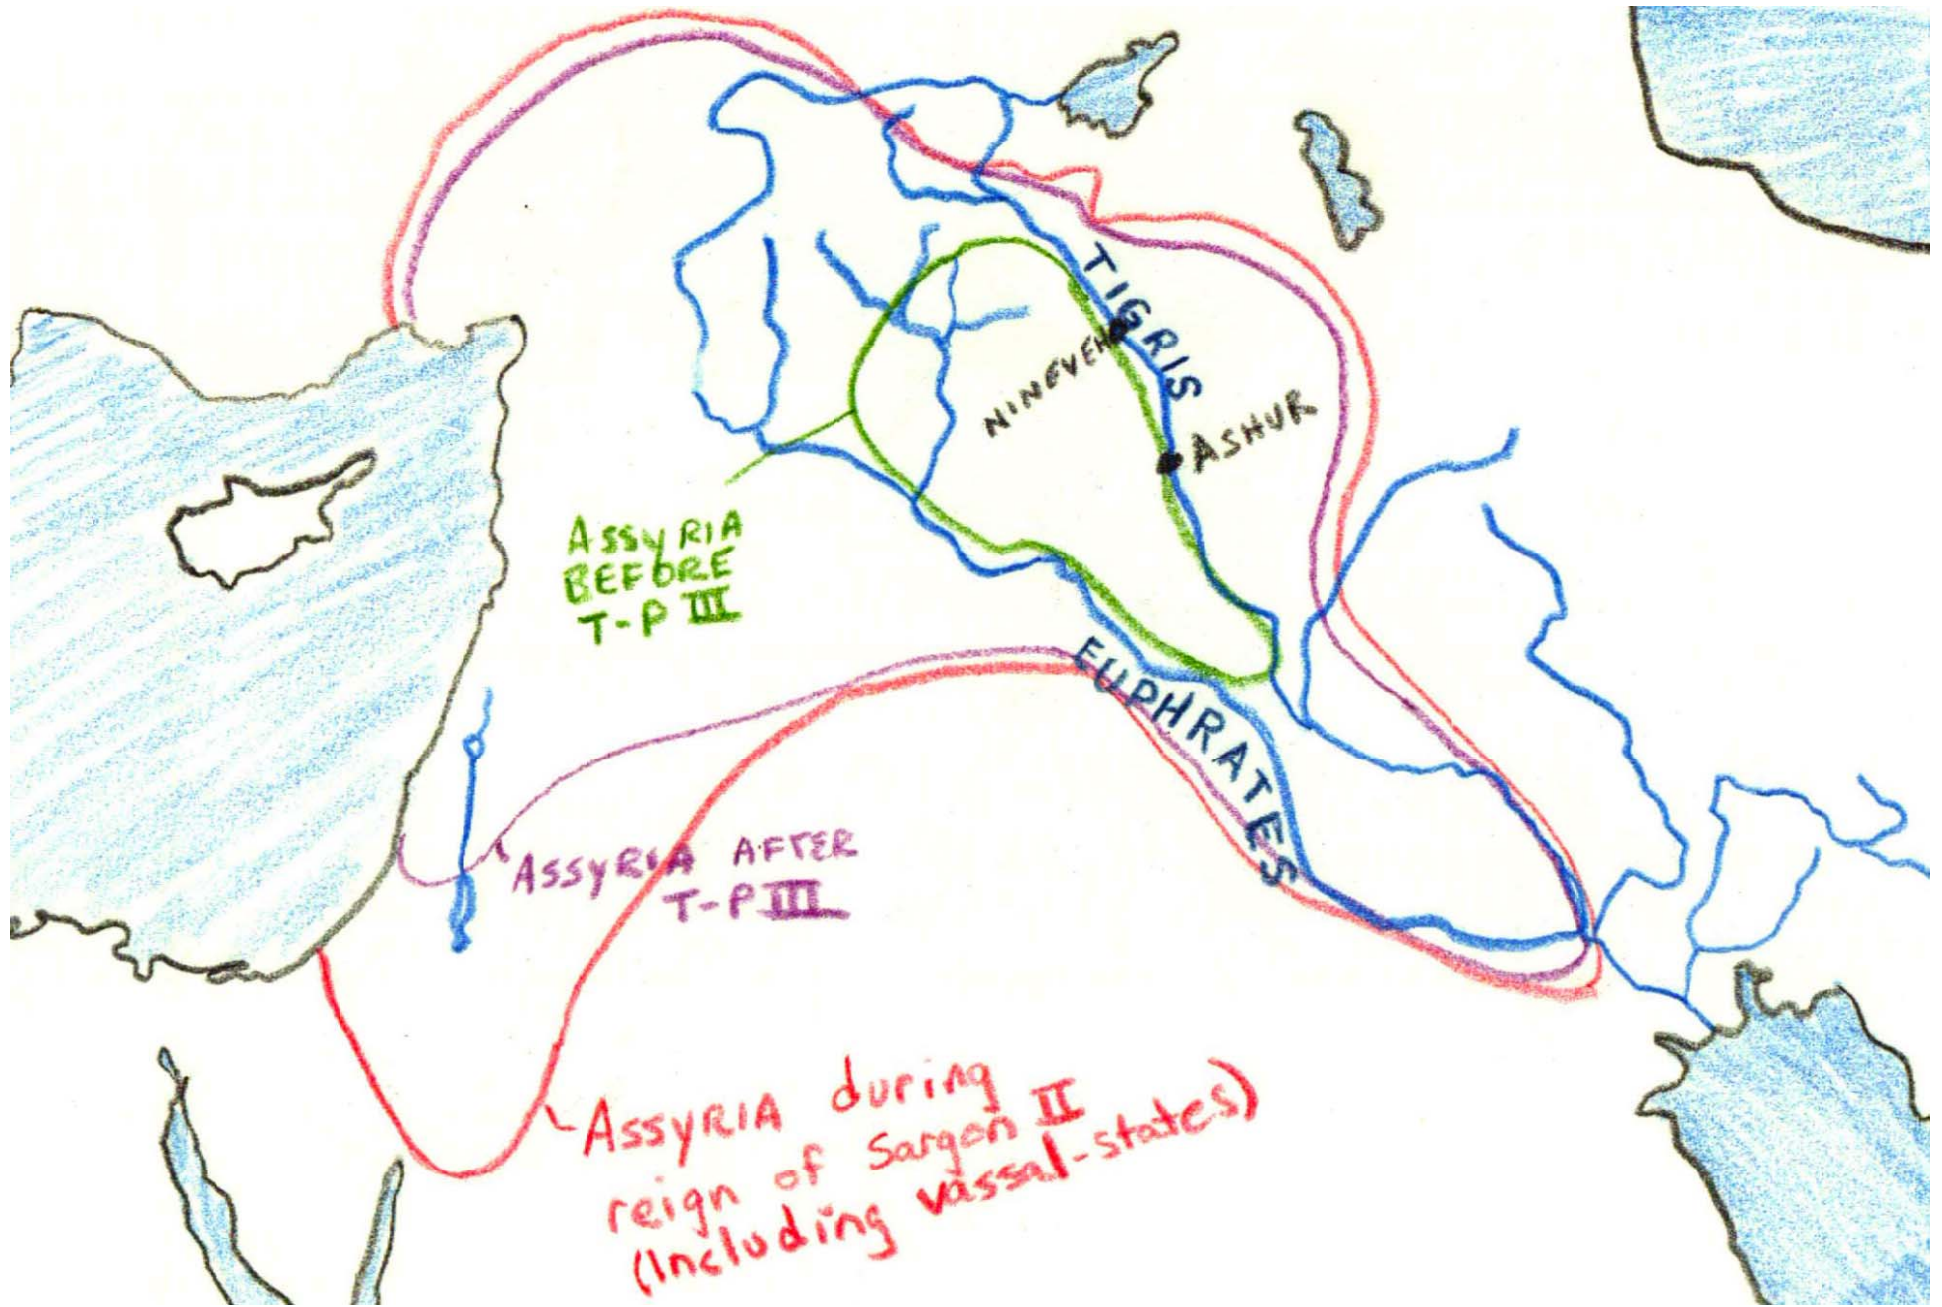 TIGRIS
NINEVEH
ASHUR
ASSYRIA
BEFORE
T-P III
EUPHRATES
ASSYRIA AFTER
T-P III
ASSYRIA during
reign of Sargon II
(Including vassal-states)